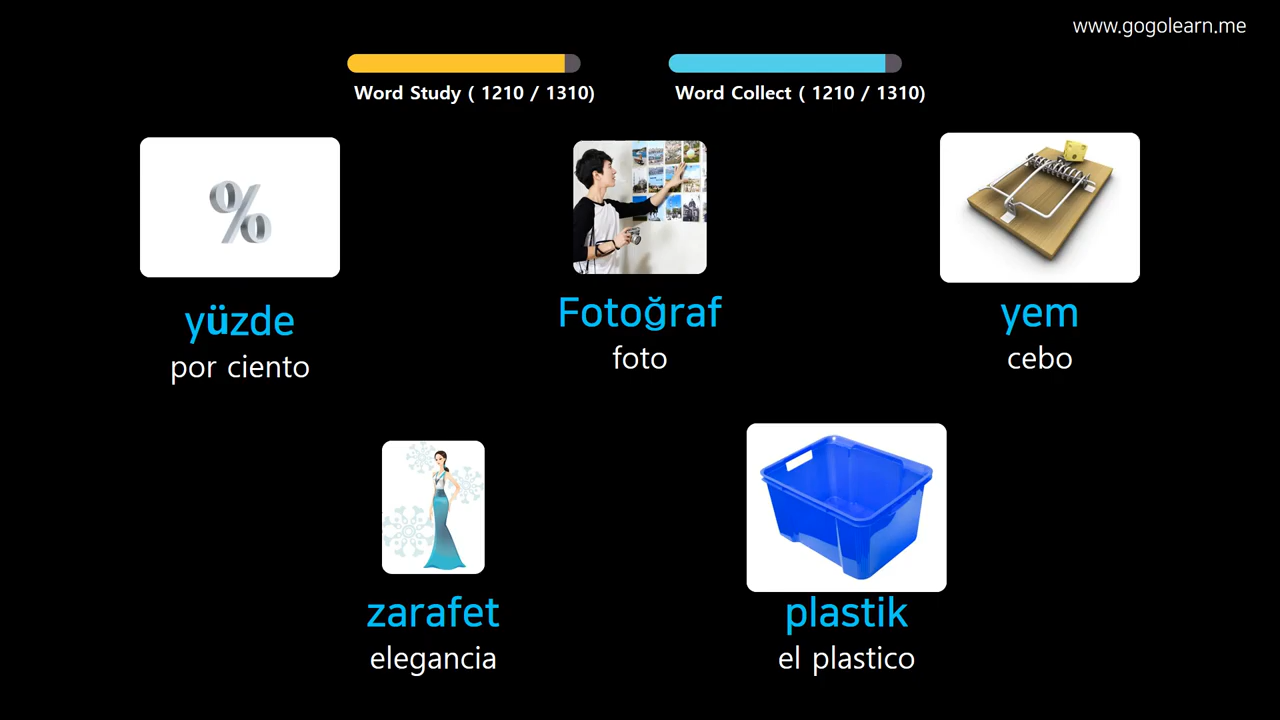 www.gogolearn.me
Word Study ( 1210 / 1310)
Word Collect ( 1210 / 1310)
%
yüzde
por ciento
Fotoğraf
foto
yem
cebo
zarafet
elegancia
plastik
el plastico